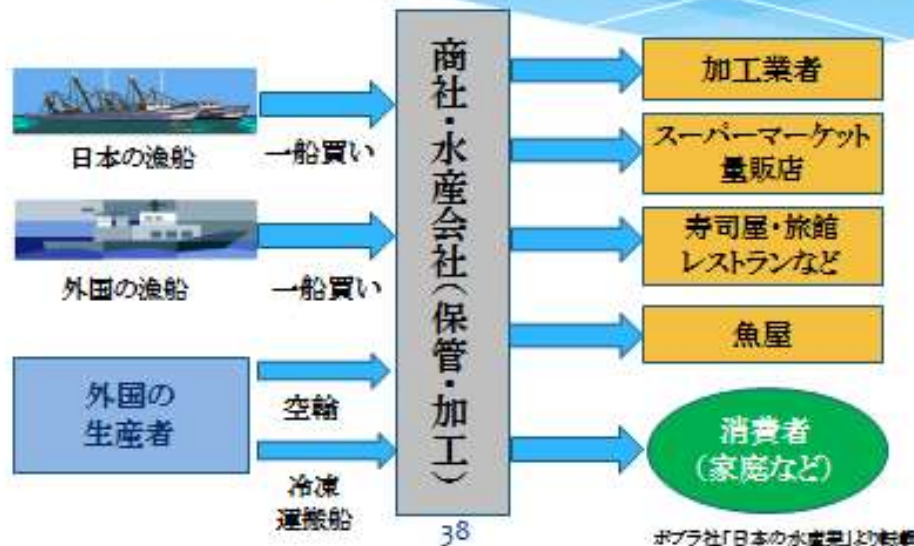 日本の漁船
一船買い
外国の漁船
一船買い
外国の
生産者
空輸
冷凍
運搬船
商社・水産会社(保管・加工)
加工業者
スーパーマーケット
量販店
寿司屋・旅館
レストランなど
魚屋
消費者
(家庭など)
38
ポプラ社「日本の水産業」より転載